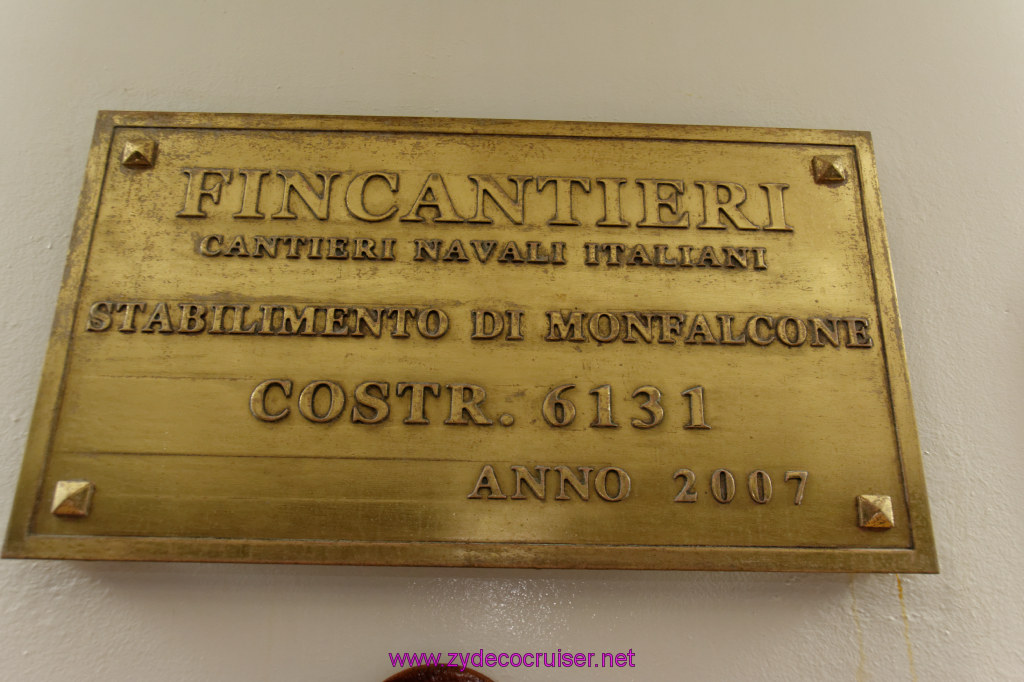 FINCANTIERI
CANTIERI NAVALI ITALIANI
STABILIMENTO DI MONFALCONE
COSTR. 6131
ANNO 2007
www.zydecocruiser.net